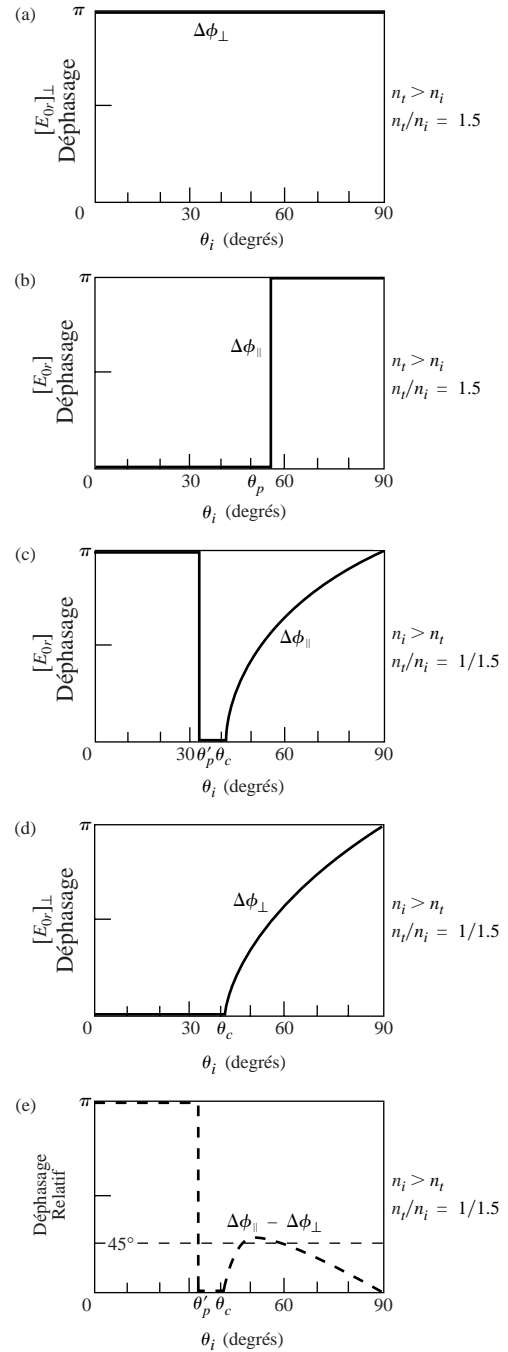 (a)
π
Δϕ⊥
[E0r]⊥
Déphasage
nt > ni
nt/ni = 1.5
0 30 60 90
θi (degrés)
(b)
π
Δϕ∥
[E0r]
Déphasage
nt > ni
nt/ni = 1.5
0 30 θp 60 90
θi (degrés)
(c)
π
Δϕ∥
[E0r]
Déphasage
ni > nt
nt/ni = 1/1.5
0 30 θ′p θc 60 90
θi (degrés)
(d)
π
Δϕ⊥
[E0r]⊥
Déphasage
ni > nt
nt/ni = 1/1.5
0 30 θc 60 90
θi (degrés)
(e)
π
Déphasage
Relatif
Δϕ∥ − Δϕ⊥
45°
ni > nt
nt/ni = 1/1.5
0 30 θ′p θc 60 90
θi (degrés)